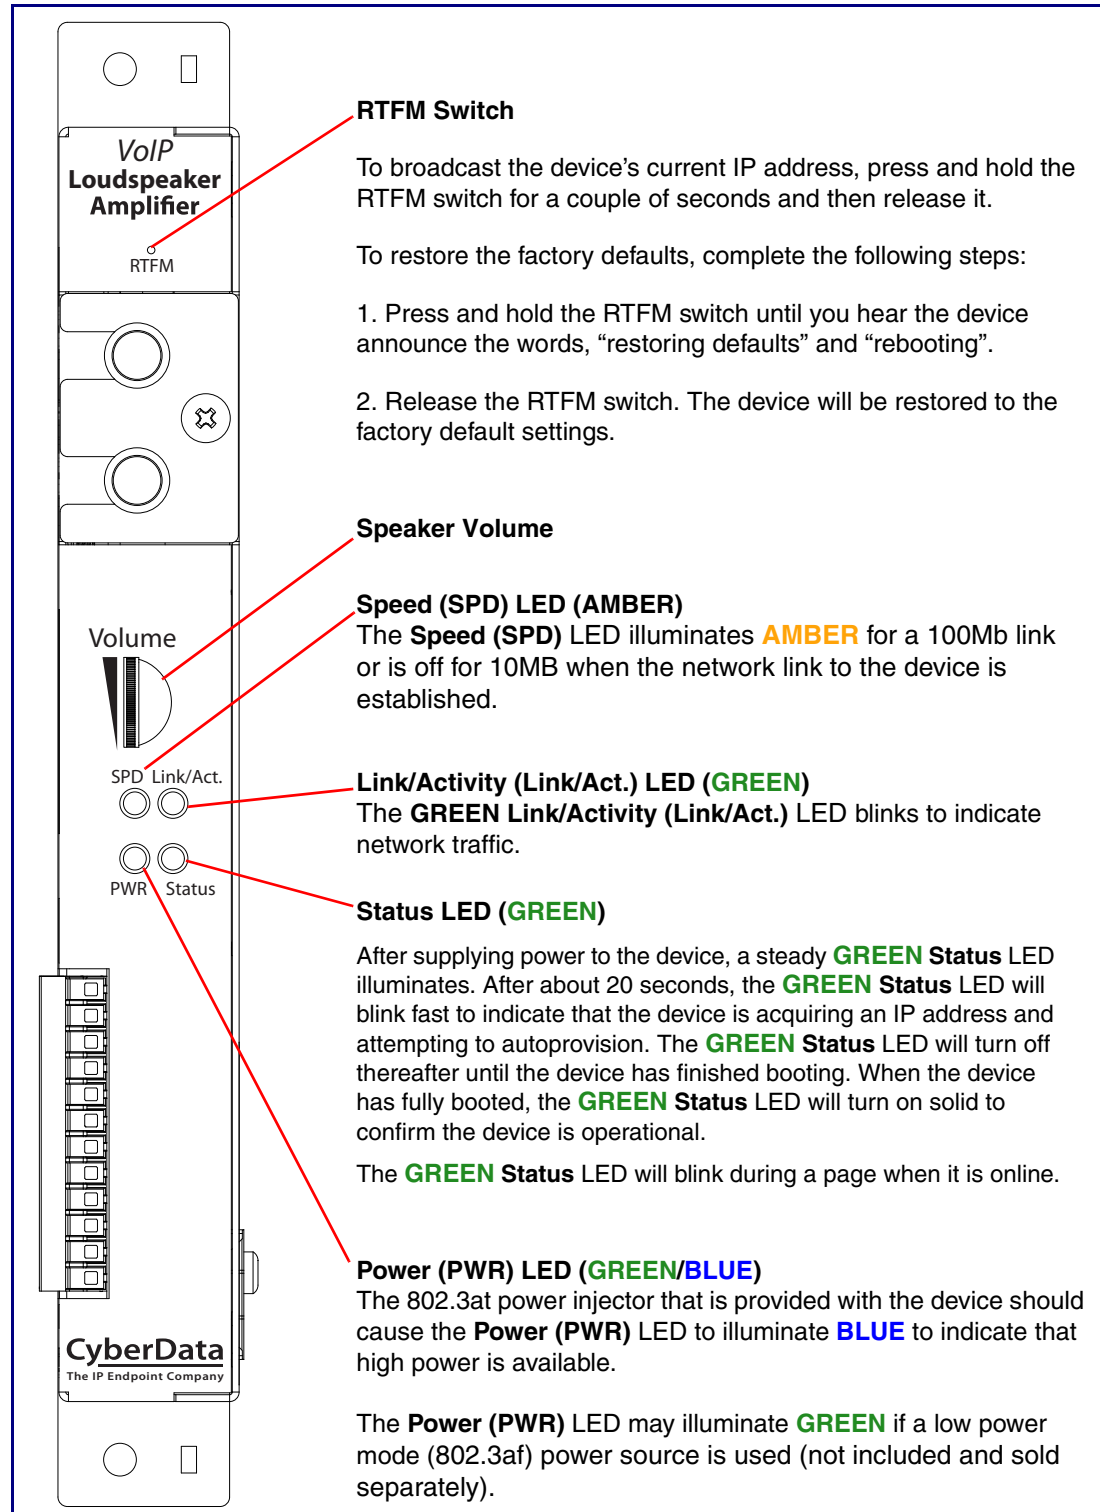 VoIP
Loudspeaker
Amplifier
RTFM
Volume
SPD Link/Act.
PWR Status
CyberData
The IP Endpoint Company
RTFM Switch
To broadcast the device’s current IP address, press and hold the
RTFM switch for a couple of seconds and then release it.
To restore the factory defaults, complete the following steps:
1. Press and hold the RTFM switch until you hear the device
announce the words, “restoring defaults” and “rebooting”.
2. Release the RTFM switch. The device will be restored to the
factory default settings.
Speaker Volume
Speed (SPD) LED (AMBER)
The Speed (SPD) LED illuminates AMBER for a 100Mb link
or is off for 10MB when the network link to the device is
established.
Link/Activity (Link/Act.) LED (GREEN)
The GREEN Link/Activity (Link/Act.) LED blinks to indicate
network traffic.
Status LED (GREEN)
After supplying power to the device, a steady GREEN Status LED
illuminates. After about 20 seconds, the GREEN Status LED will
blink fast to indicate that the device is acquiring an IP address and
attempting to autoprovision. The GREEN Status LED will turn off
thereafter until the device has finished booting. When the device
has fully booted, the GREEN Status LED will turn on solid to
confirm the device is operational.
The GREEN Status LED will blink during a page when it is online.
Power (PWR) LED (GREEN/BLUE)
The 802.3at power injector that is provided with the device should
cause the Power (PWR) LED to illuminate BLUE to indicate that
high power is available.
The Power (PWR) LED may illuminate GREEN if a low power
mode (802.3af) power source is used (not included and sold
separately).